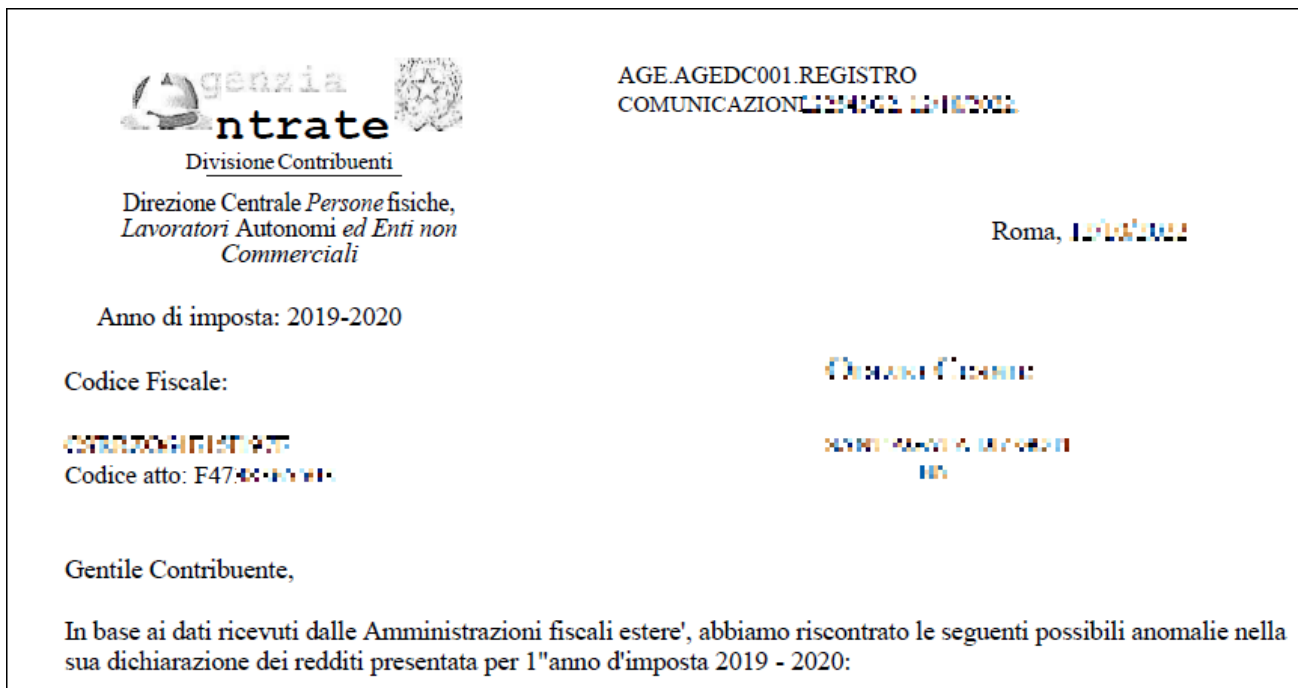 genzia
ntrate
Divisione Contribuenti
Direzione Centrale Persone fisiche,
Lavoratori Autonomi ed Enti non
Commerciali
AGE.AGEDC001.REGISTRO
COMUNICAZIONI
Roma,
Anno di imposta: 2019-2020
Codice Fiscale:
Codice atto: F47
Gentile Contribuente,
In base ai dati ricevuti dalle Amministrazioni fiscali estere', abbiamo riscontrato le seguenti possibili anomalie nella
sua dichiarazione dei redditi presentata per 1"anno d'imposta 2019 - 2020: